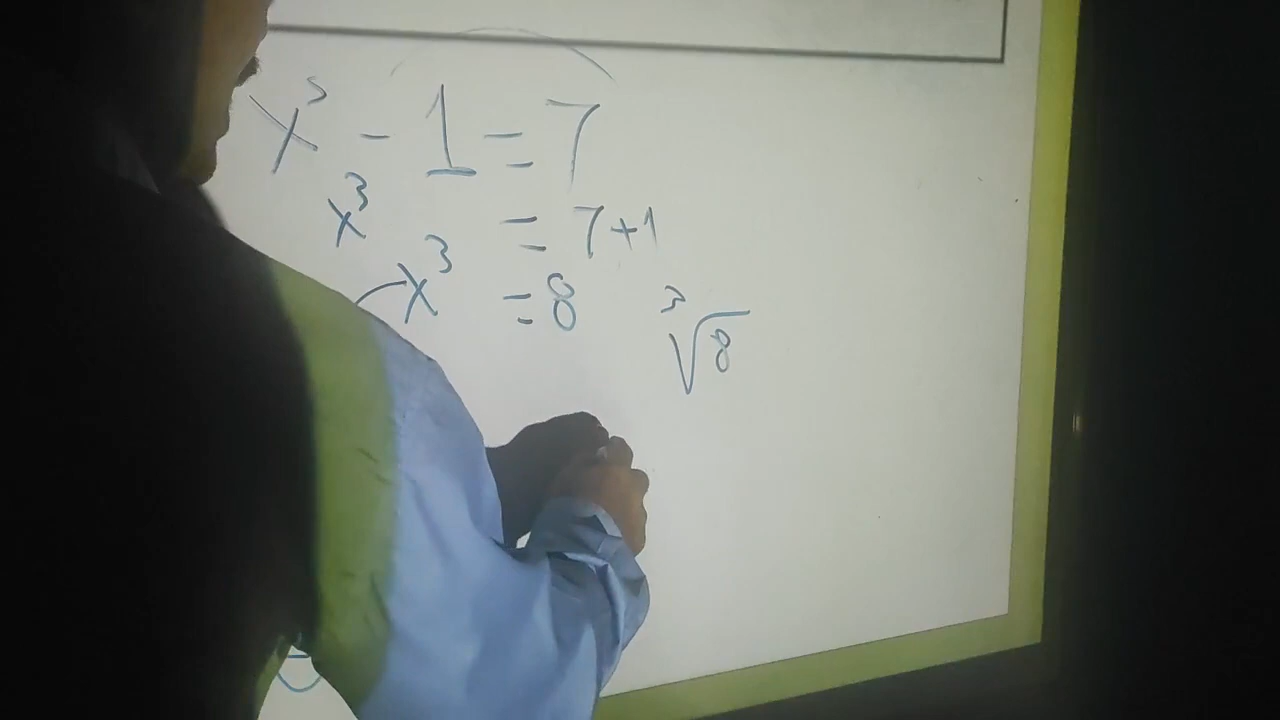 x³ - 1 = 7
x³ = 7+1
x³ = 8
³√8